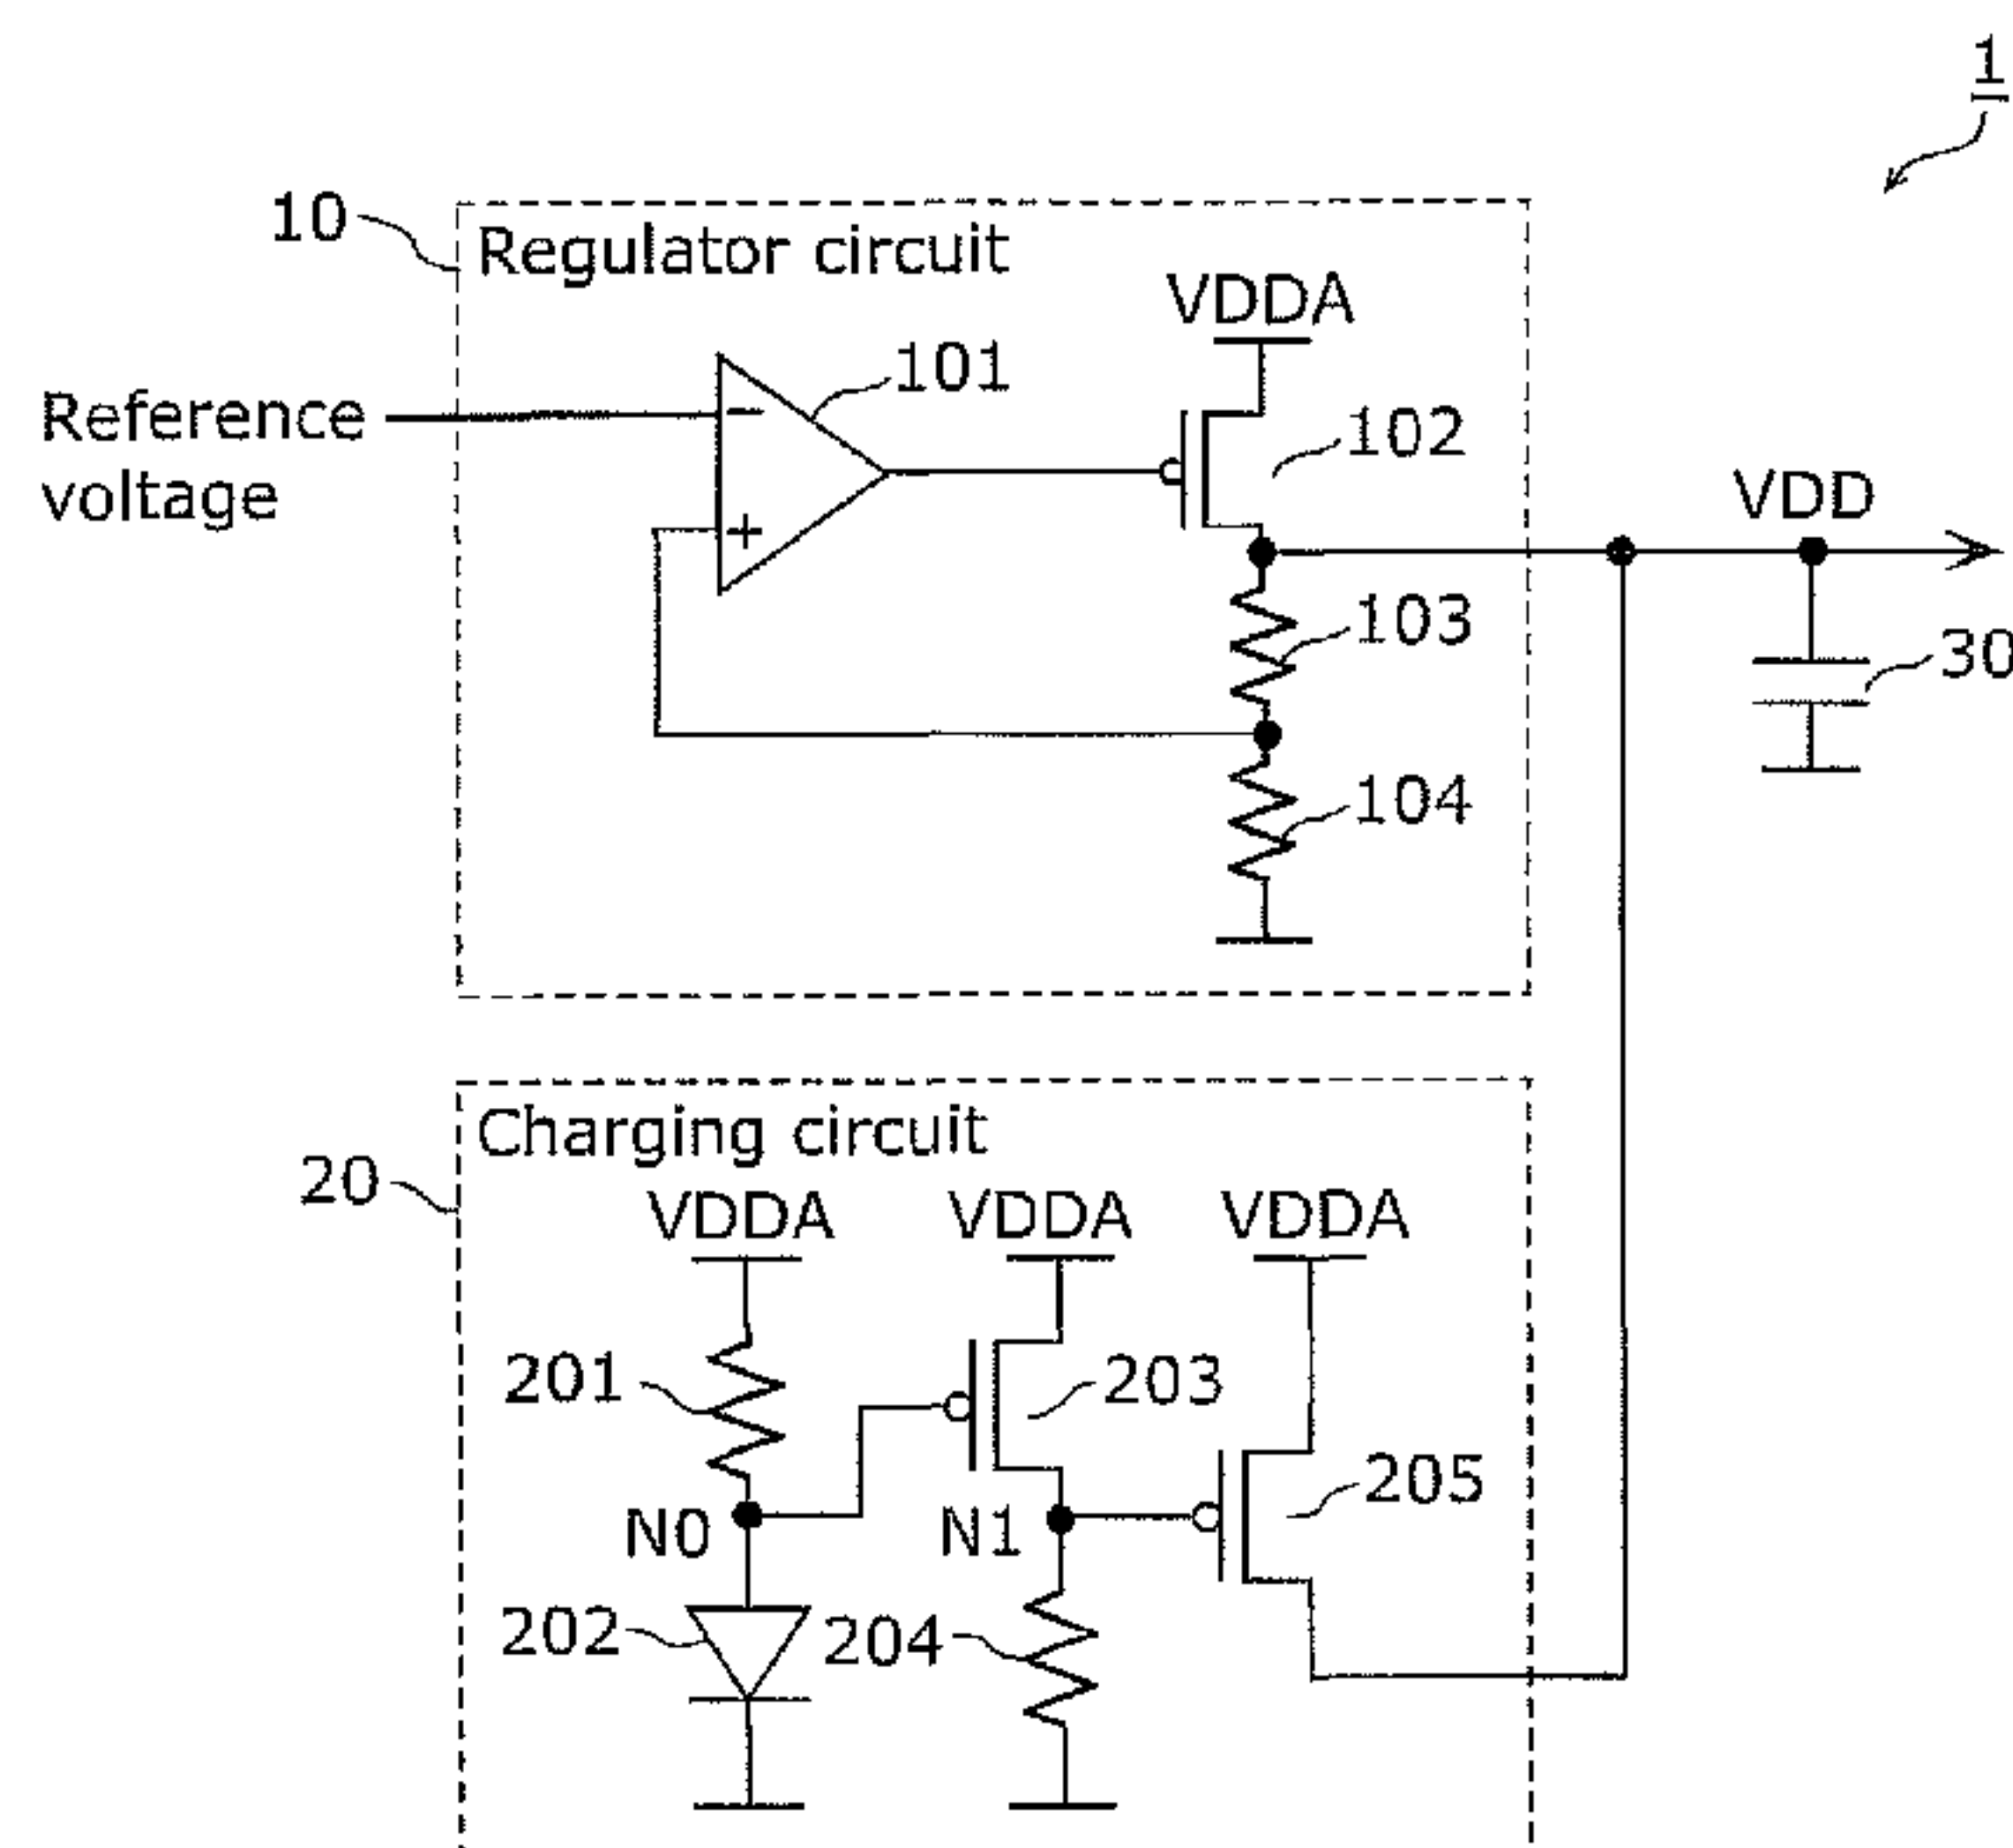 1
10
Regulator circuit
VDDA
101
Reference
voltage
-
102
VDD
+
103
30
104
Charging circuit
20
VDDA VDDA VDDA
201
203
205
N0
N1
202
204